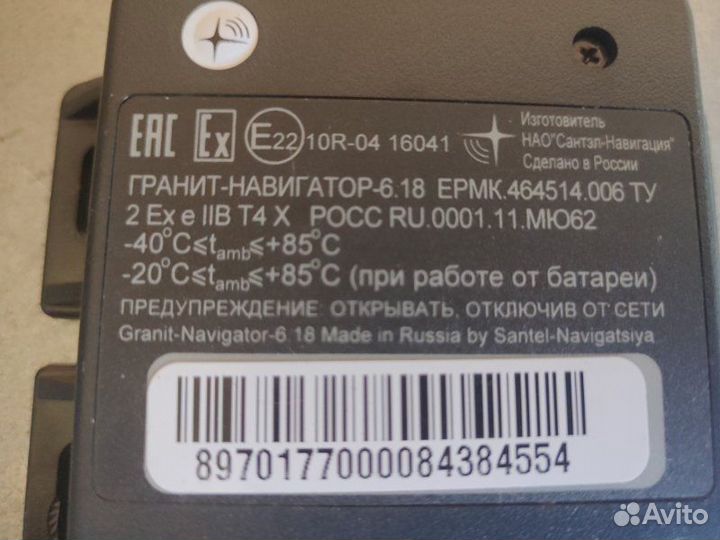 EAC Ex E22 10R-04 16041
Изготовитель
НАО"Сантэл-Навигация"
Сделано в России
ГРАНИТ-НАВИГАТОР-6.18 ЕРМК.464514.006 ТУ
2 Ex e IIB T4 X РОСС RU.0001.11.МЮ62
-40°C⩽tamb⩽+85°C
-20°C⩽tamb⩽+85°C (при работе от батареи)
ПРЕДУПРЕЖДЕНИЕ: ОТКРЫВАТЬ, ОТКЛЮЧИВ ОТ СЕТИ
Granit-Navigator-6.18 Made in Russia by Santel-Navigatsiya
8970177000084384554
Avito